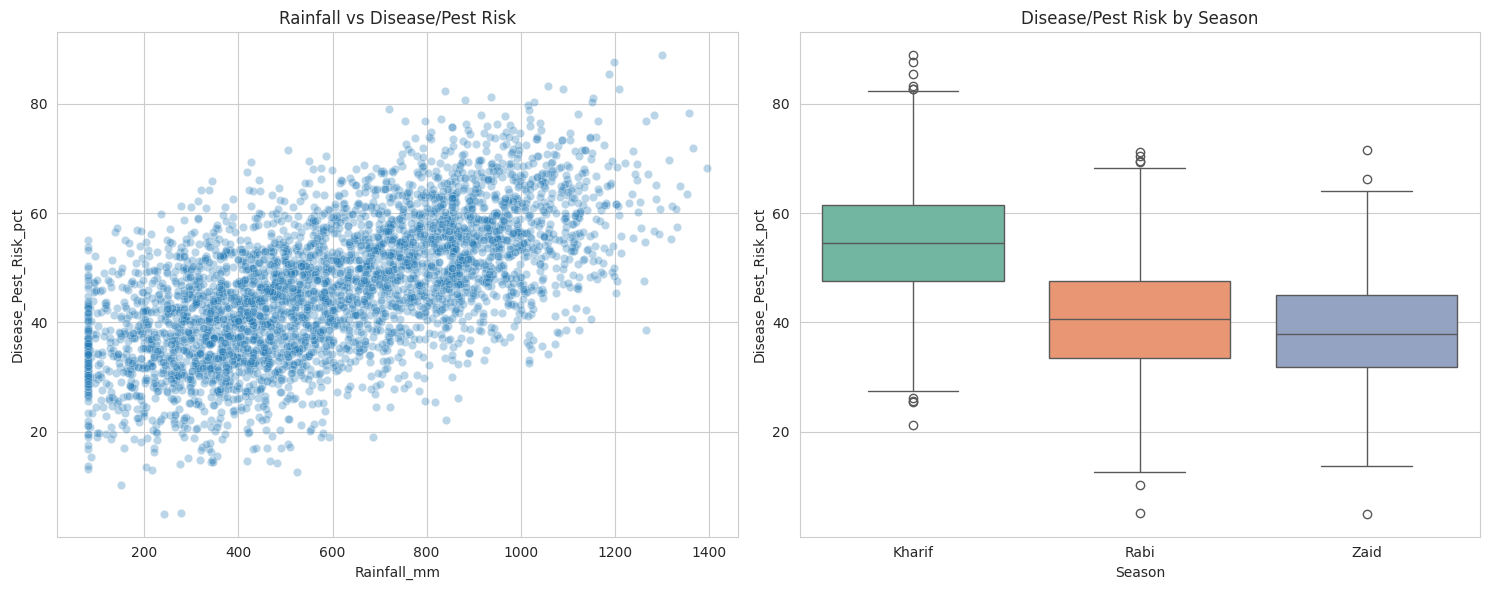 Rainfall vs Disease/Pest Risk
Disease_Pest_Risk_pct
80
60
40
20
200 400 600 800 1000 1200 1400
Rainfall_mm
Disease/Pest Risk by Season
Disease_Pest_Risk_pct
80
60
40
20
Kharif Rabi Zaid
Season